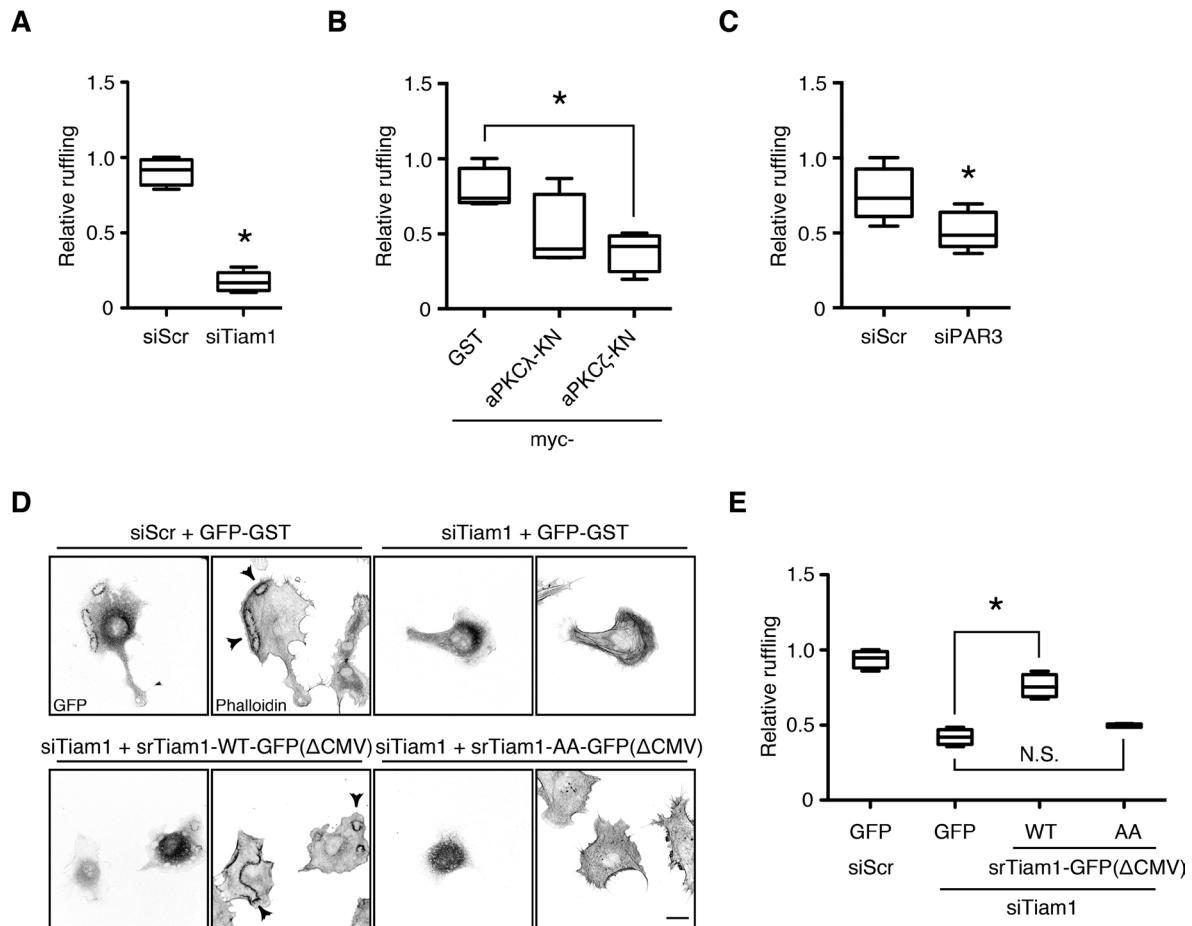 A
B
C
1.5
1.0
0.5
0
Relative ruffling
*
siScr siTiam1
1.5
1.0
0.5
0
Relative ruffling
*
GST
aPKCλ-KN
aPKCζ-KN
myc-
1.5
1.0
0.5
0
Relative ruffling
*
siScr siPAR3
D
siScr + GFP-GST
siTiam1 + GFP-GST
GFP
Phalloidin
siTiam1 + srTiam1-WT-GFP(ΔCMV)
siTiam1 + srTiam1-AA-GFP(ΔCMV)
E
1.5
1.0
0.5
0
Relative ruffling
*
N.S.
GFP GFP WT AA
siScr
srTiam1-GFP(ΔCMV)
siTiam1